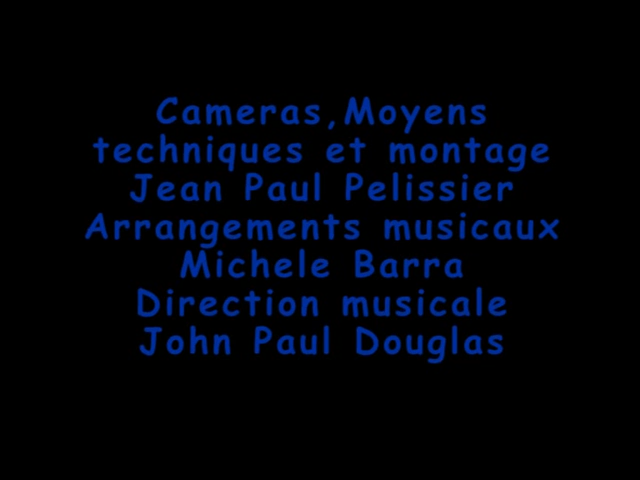 Cameras,Moyens
techniques et montage
Jean Paul Pelissier
Arrangements musicaux
Michele Barra
Direction musicale
John Paul Douglas